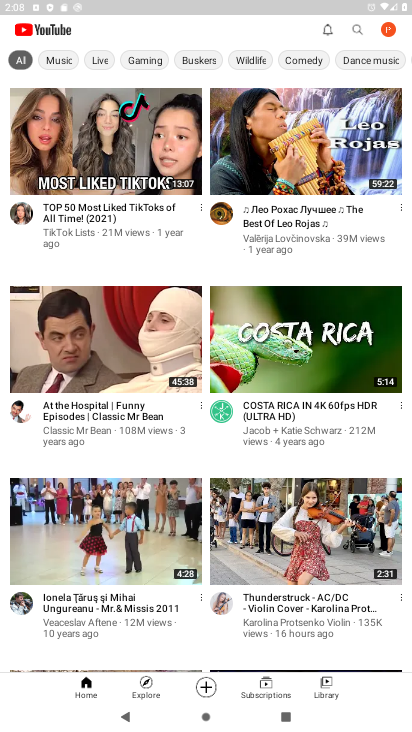 2:08
YouTube
All Music Live Gaming Buskers Wildlife Comedy Dance music
MOST LIKED TIKTOK
13:07
TOP 50 Most Liked TikToks of
All Time! (2021)
TikTok Lists · 21M views · 1 year
ago
Leo
Rojas
59:22
♫ Лео Рохас Лучшее ♫ The
Best Of Leo Rojas ♫
Valērija Lovčinovska · 39M views
· 1 year ago
45:38
At the Hospital | Funny
Episodes | Classic Mr Bean
Classic Mr Bean · 108M views · 3
years ago
COSTA RICA
5:14
COSTA RICA IN 4K 60fps HDR
(ULTRA HD)
Jacob + Katie Schwarz · 212M
views · 4 years ago
4:28
Ionela Ţăruş şi Mihai
Ungureanu - Mr.& Missis 2011
Veaceslav Aftene · 12M views ·
10 years ago
2:31
Thunderstruck - AC/DC
- Violin Cover - Karolina Prot...
Karolina Protsenko Violin · 135K
views · 16 hours ago
Home Explore Subscriptions Library